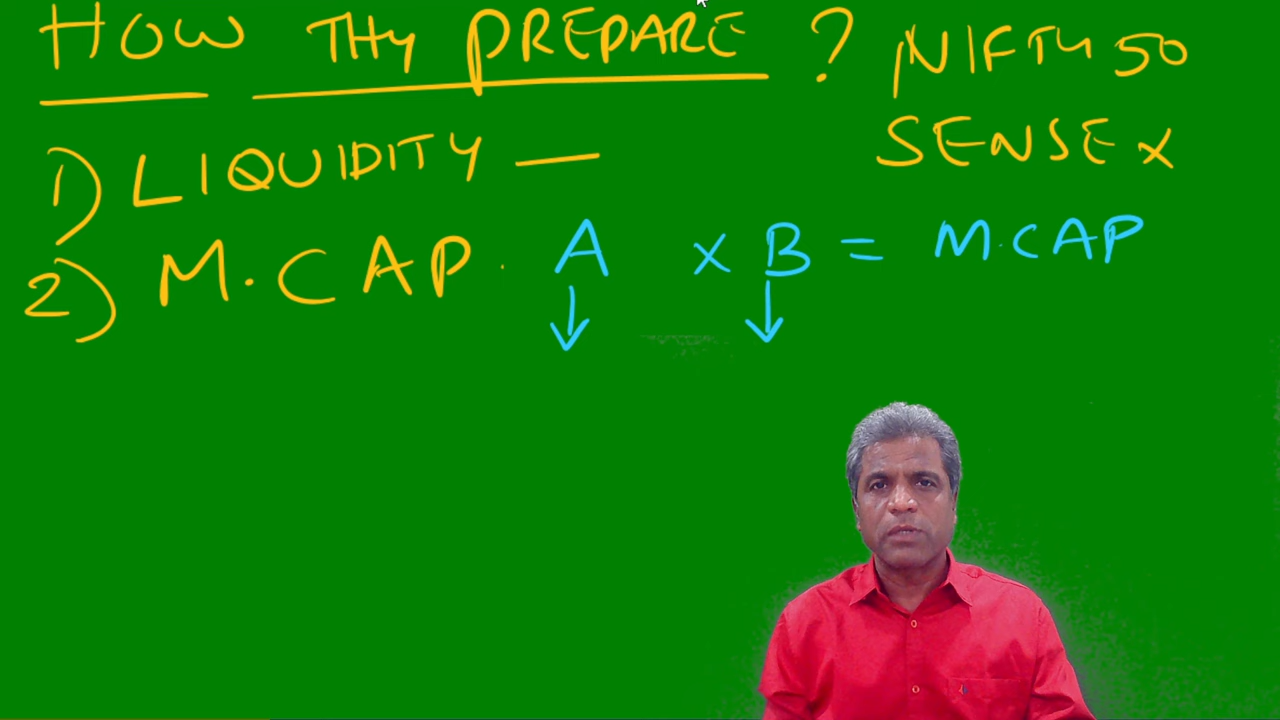 HOW THY PREPARE ? NIFTY 50
SENSEX
1) LIQUIDITY —
2) M.CAP. A × B = M.CAP